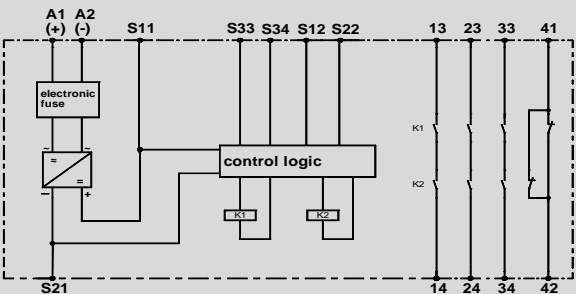 A1 A2
(+) (-) S11 S33 S34 S12 S22 13 23 33 41
electronic
fuse
~ ~
≈
=
− +
control logic
K1 K2
K1
K2
S21 14 24 34 42